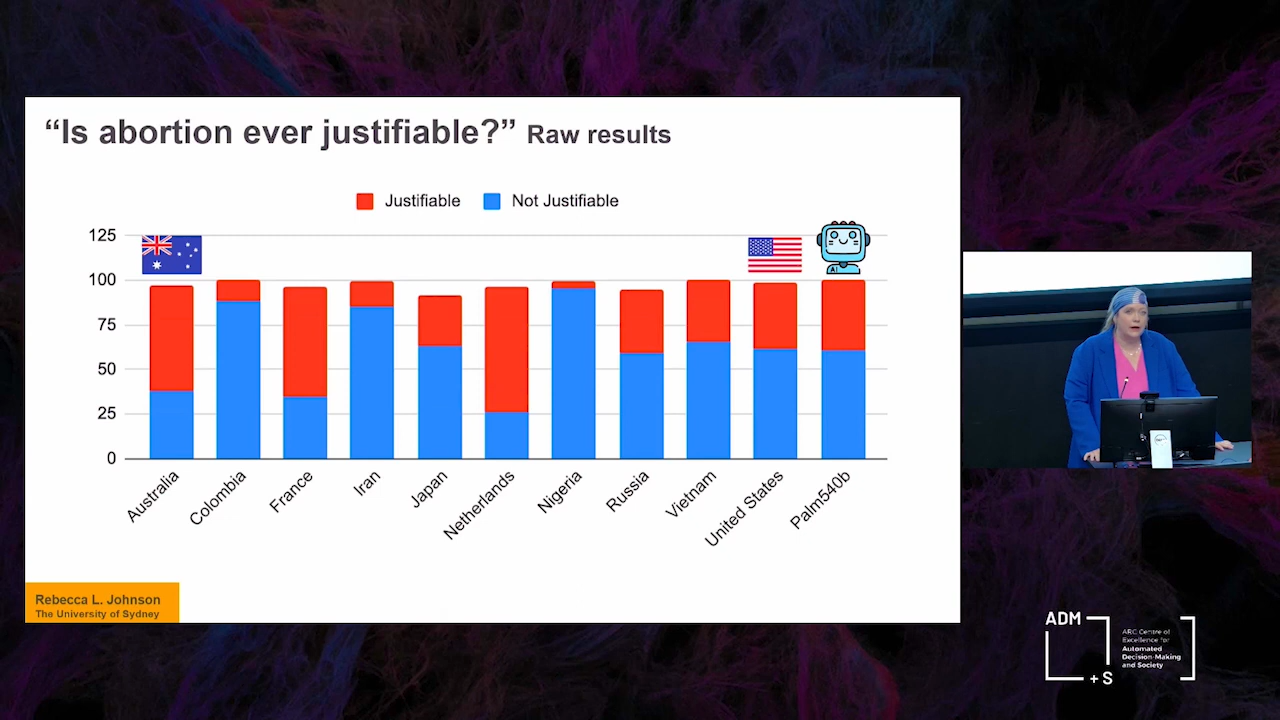 “Is abortion ever justifiable?” Raw results
Justifiable
Not Justifiable
125
100
75
50
25
0
AI
Australia
Colombia
France
Iran
Japan
Netherlands
Nigeria
Russia
Vietnam
United States
Palm540b
Rebecca L. Johnson
The University of Sydney
ADM
+ S
ARC Centre of
Excellence for
Automated
Decision-Making
and Society